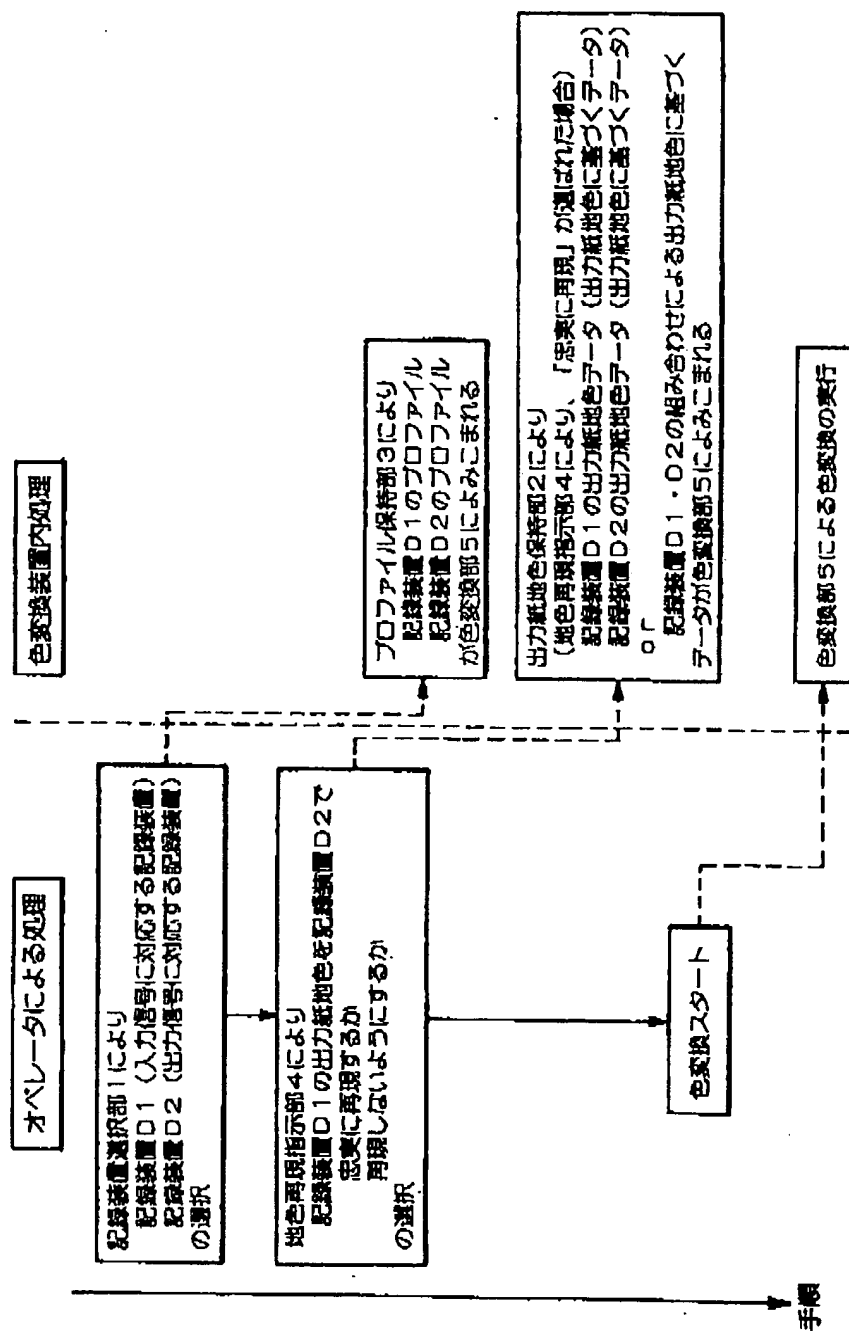 オペレータによる処理
色変換装置内処理
記録装置選択部1により
記録装置D1（入力信号に対応する記録装置）
記録装置D2（出力信号に対応する記録装置）
の選択
プロファイル保持部3により
記録装置D1のプロファイル
記録装置D2のプロファイル
が色変換部5によみこまれる
地色再現指示部4により
記録装置D1の出力紙地色を記録装置D2で
忠実に再現するか
再現しないようにするか
の選択
出力紙地色保持部2により
(地色再現指示部4により、「忠実に再現」が選ばれた場合)
記録装置D1の出力紙地色データ（出力紙地色に基づくデータ）
記録装置D2の出力紙地色データ（出力紙地色に基づくデータ）
or
記録装置D1・D2の組み合わせによる出力紙地色に基づく
データが色変換部5によみこまれる
色変換スタート
色変換部5による色変換の実行
手順